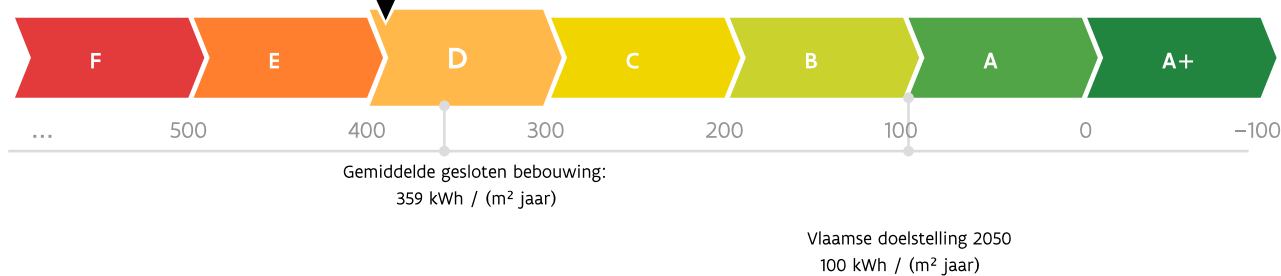 F E D C B A A+
... 500 400 300 200 100 0 −100
Gemiddelde gesloten bebouwing:
359 kWh / (m² jaar)
Vlaamse doelstelling 2050
100 kWh / (m² jaar)